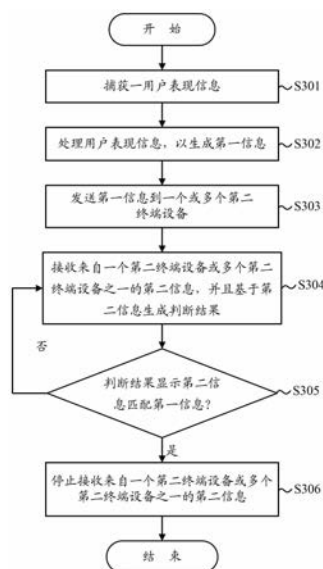 开 始
捕获一用户表现信息
S301
处理用户表现信息，以生成第一信息
S302
发送第一信息到一个或多个第二
终端设备
S303
接收来自一个第二终端设备或多个第二
终端设备之一的第二信息，并且基于
第二信息生成判断结果
S304
否
判断结果显示第二信
息匹配第一信息？
S305
是
停止接收来自一个第二终端设备或多个
第二终端设备之一的第二信息
S306
结 束